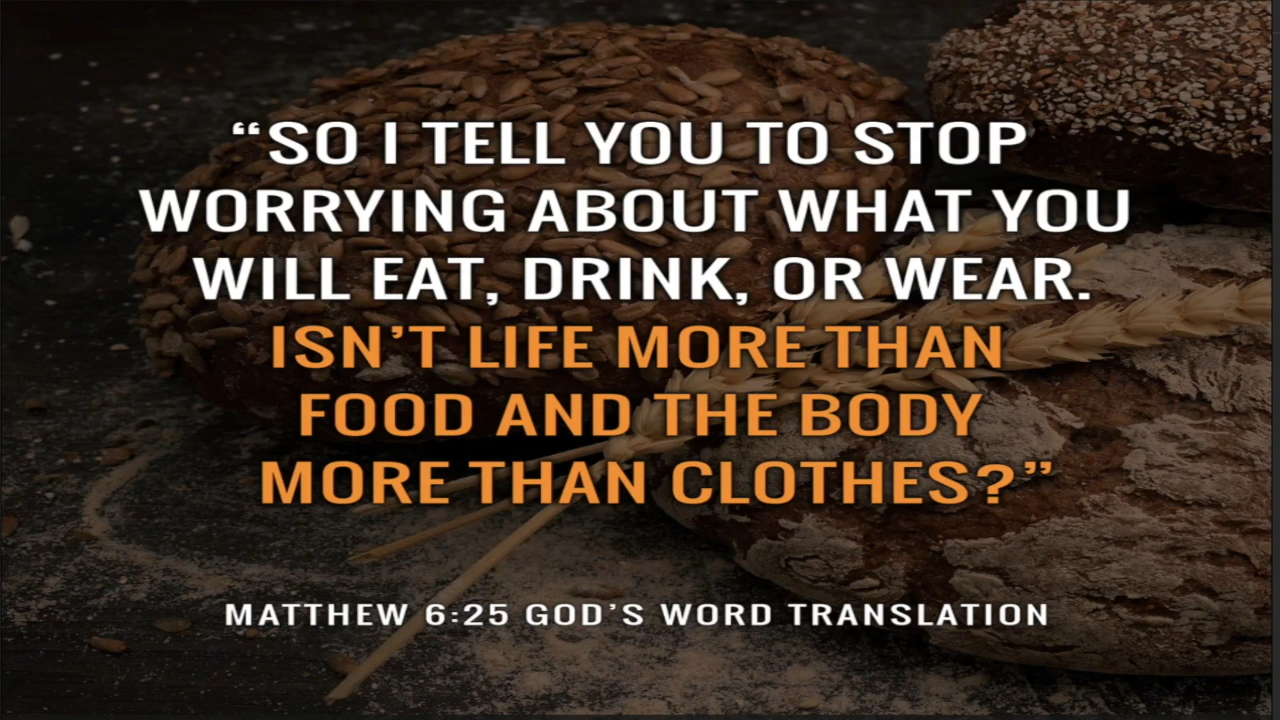 “SO I TELL YOU TO STOP
WORRYING ABOUT WHAT YOU
WILL EAT, DRINK, OR WEAR.
ISN’T LIFE MORE THAN
FOOD AND THE BODY
MORE THAN CLOTHES?”
MATTHEW 6:25 GOD’S WORD TRANSLATION